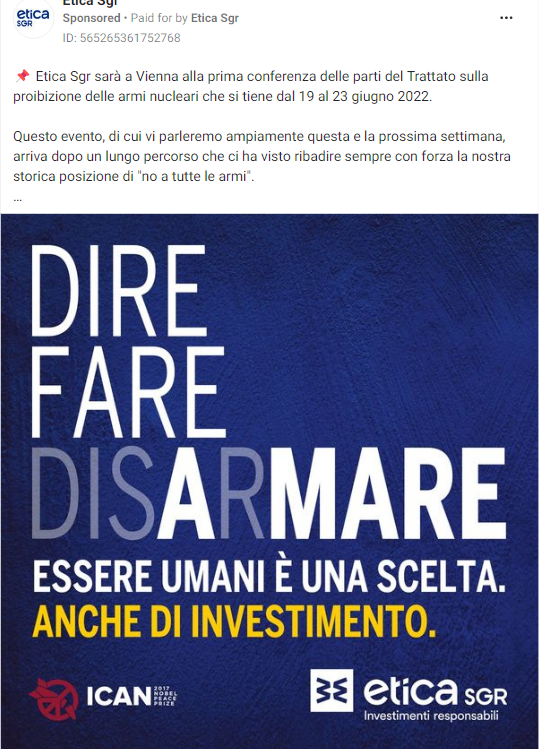 Etica Sgr
Sponsored • Paid for by Etica Sgr
ID: 565265361752768
📌 Etica Sgr sarà a Vienna alla prima conferenza delle parti del Trattato sulla
proibizione delle armi nucleari che si tiene dal 19 al 23 giugno 2022.
Questo evento, di cui vi parleremo ampiamente questa e la prossima settimana,
arriva dopo un lungo percorso che ci ha visto ribadire sempre con forza la nostra
storica posizione di "no a tutte le armi".
...
DIRE
FARE
DISARMARE
ESSERE UMANI È UNA SCELTA.
ANCHE DI INVESTIMENTO.
ICAN
2017
NOBEL
PEACE
PRIZE
etica SGR
Investimenti responsabili
etica
SGR